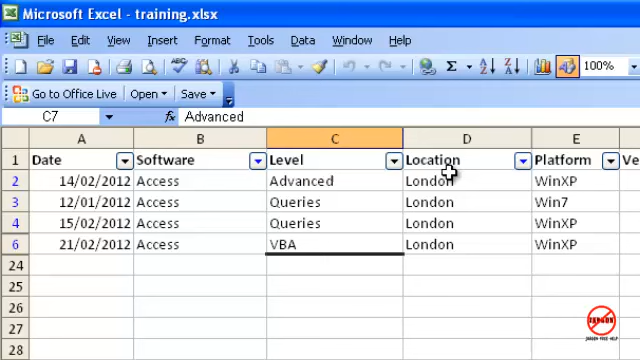 Microsoft Excel - training.xlsx
File Edit View Insert Format Tools Data Window Help
Σ A Z Z A 100%
Go to Office Live Open Save
C7 fx Advanced
A B C D E
1 Date Software Level Location Platform Ve
2 14/02/2012 Access Advanced London WinXP
3 12/01/2012 Access Queries London Win7
4 15/02/2012 Access Queries London WinXP
6 21/02/2012 Access VBA London WinXP
24
25
26
27
28